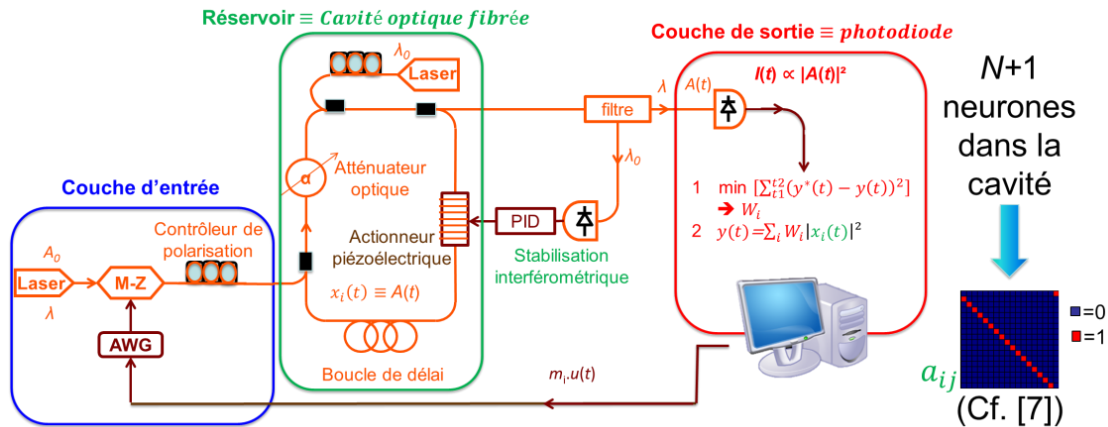 Réservoir ≡ Cavité optique fibrée
λ₀
Laser
Atténuateur
optique
α
Actionneur
piézoélectrique
xᵢ(t) ≡ A(t)
Boucle de délai
PID
Stabilisation
interférométrique
filtre
λ
λ₀
Couche d'entrée
Contrôleur de
polarisation
A₀
Laser
λ
M-Z
AWG
mᵢ.u(t)
Couche de sortie ≡ photodiode
I(t) ∝ |A(t)|²
A(t)
1 min [∑ₜ₁ᵗ²(y*(t) − y(t))²]
➔ Wᵢ
2 y(t)=∑ᵢ Wᵢ|xᵢ(t)|²
N+1
neurones
dans la
cavité
=0
=1
aᵢⱼ
(Cf. [7])